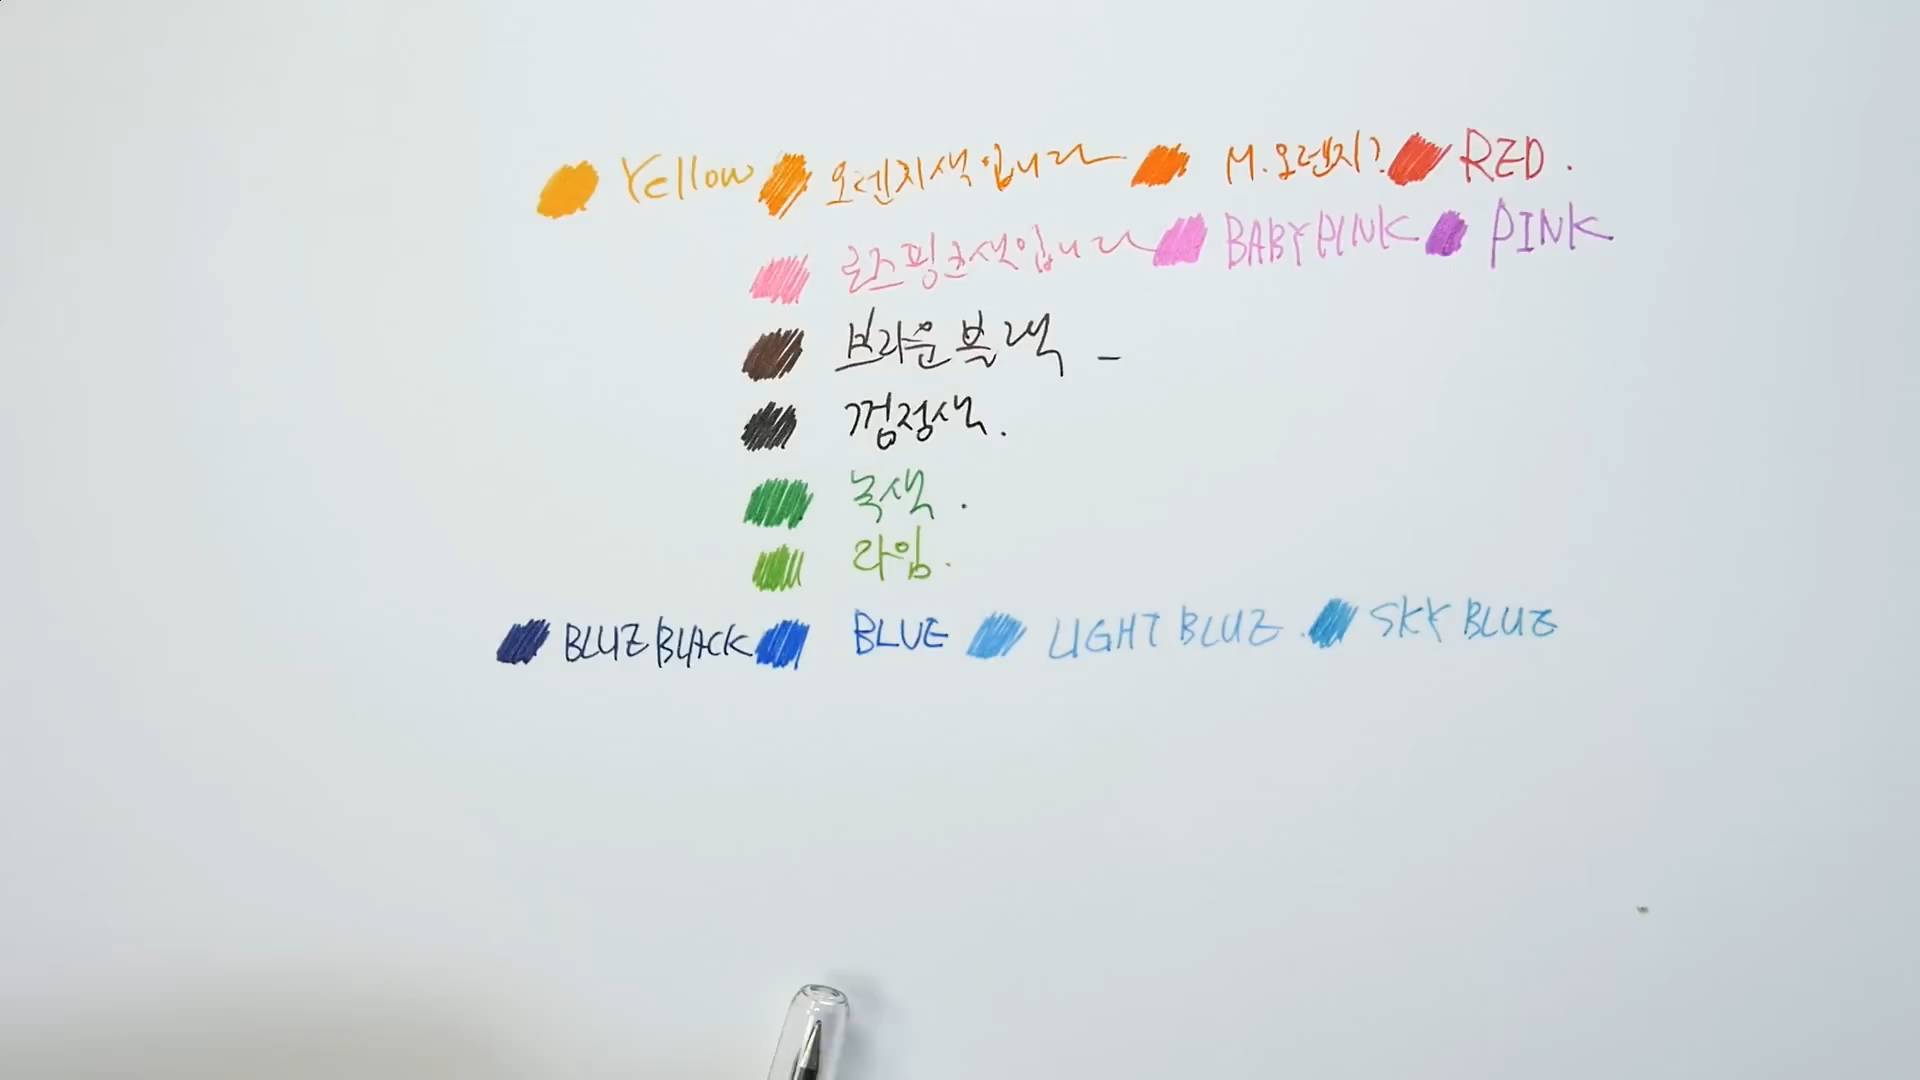 Yellow 오렌지색입니다 M.오렌지? RED.
로즈핑크색입니다 BABY PINK PINK
브라운블랙 -
껌정색.
녹색.
라임.
BLUE BLACK BLUE LIGHT BLUE. SKY BLUE